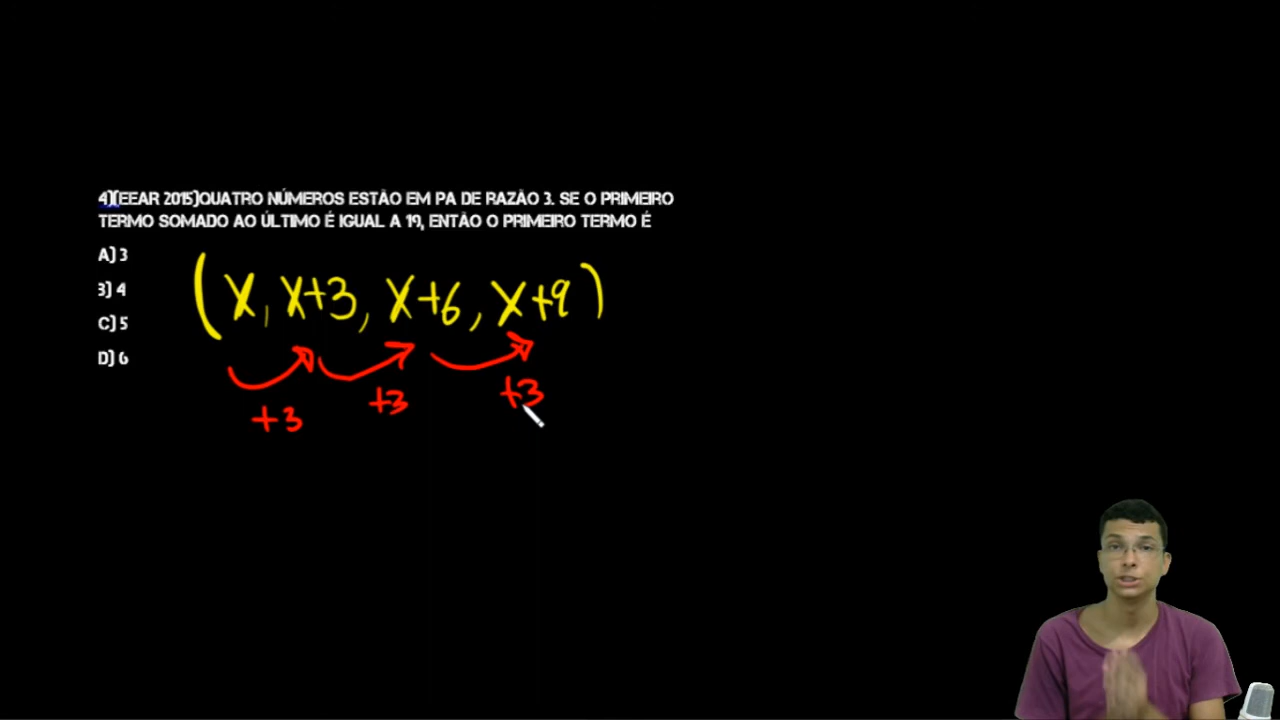 4)(EEAR 2015)QUATRO NÚMEROS ESTÃO EM PA DE RAZÃO 3. SE O PRIMEIRO
TERMO SOMADO AO ÚLTIMO É IGUAL A 19, ENTÃO O PRIMEIRO TERMO É
A) 3
B) 4
C) 5
D) 6
(X, X+3, X+6, X+9)
+3 +3 +3